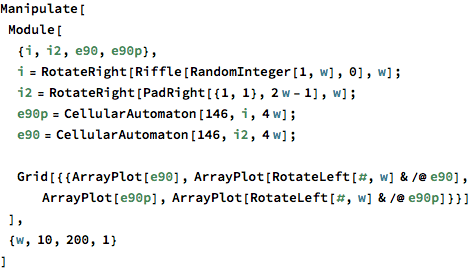 Manipulate[
Module[
{i, i2, e90, e90p},
i = RotateRight[Riffle[RandomInteger[1, w], 0], w];
i2 = RotateRight[PadRight[{1, 1}, 2 w - 1], w];
e90p = CellularAutomaton[146, i, 4 w];
e90 = CellularAutomaton[146, i2, 4 w];
Grid[{{ArrayPlot[e90], ArrayPlot[RotateLeft[#, w] & /@ e90],
ArrayPlot[e90p], ArrayPlot[RotateLeft[#, w] & /@ e90p]}}]
],
{w, 10, 200, 1}
]